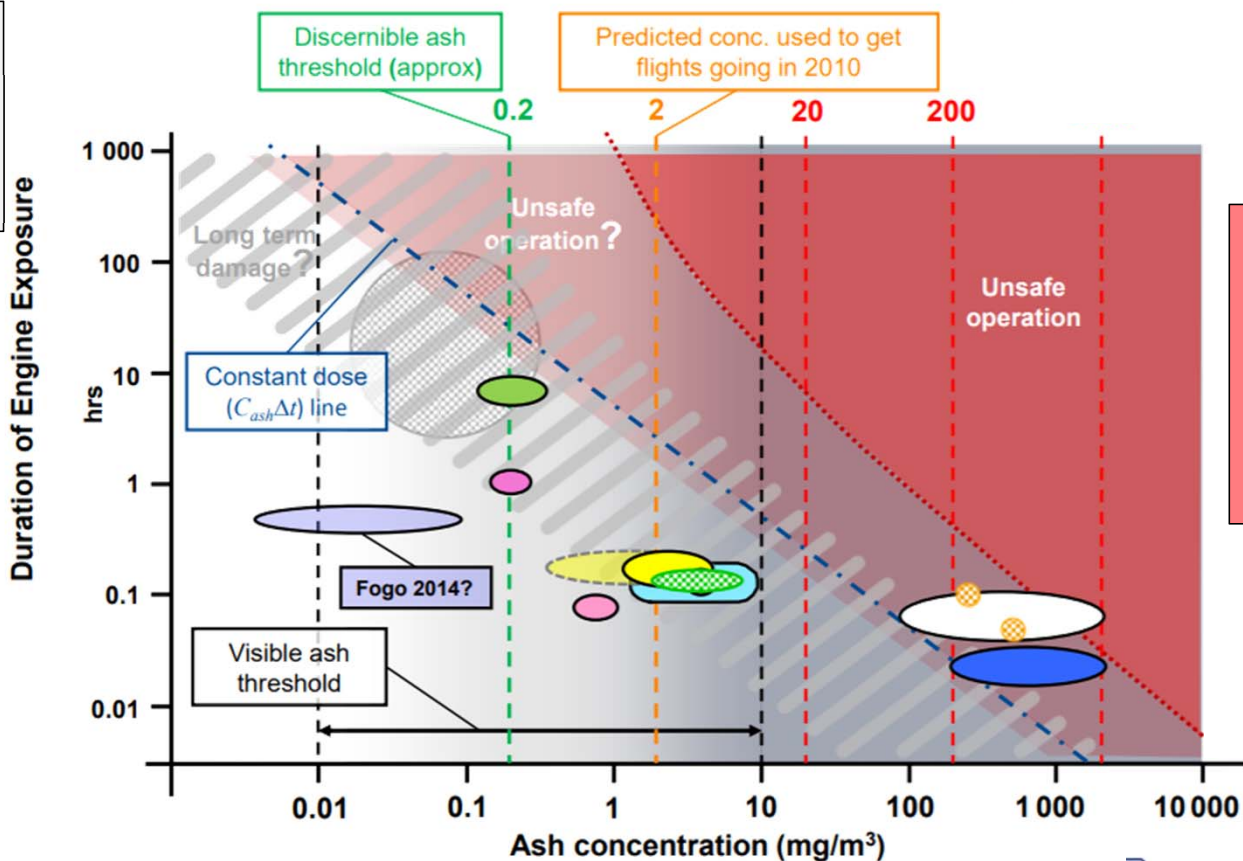 Discernible ash
threshold (approx)
Predicted conc. used to get
flights going in 2010
0.2
2
20
200
Duration of Engine Exposure
hrs
1 000
100
10
1
0.1
0.01
Long term
damage?
Unsafe
operation?
Unsafe
operation
Constant dose
(C_ashΔt) line
Fogo 2014?
Visible ash
threshold
0.01
0.1
1
10
100
1 000
10 000
Ash concentration (mg/m³)